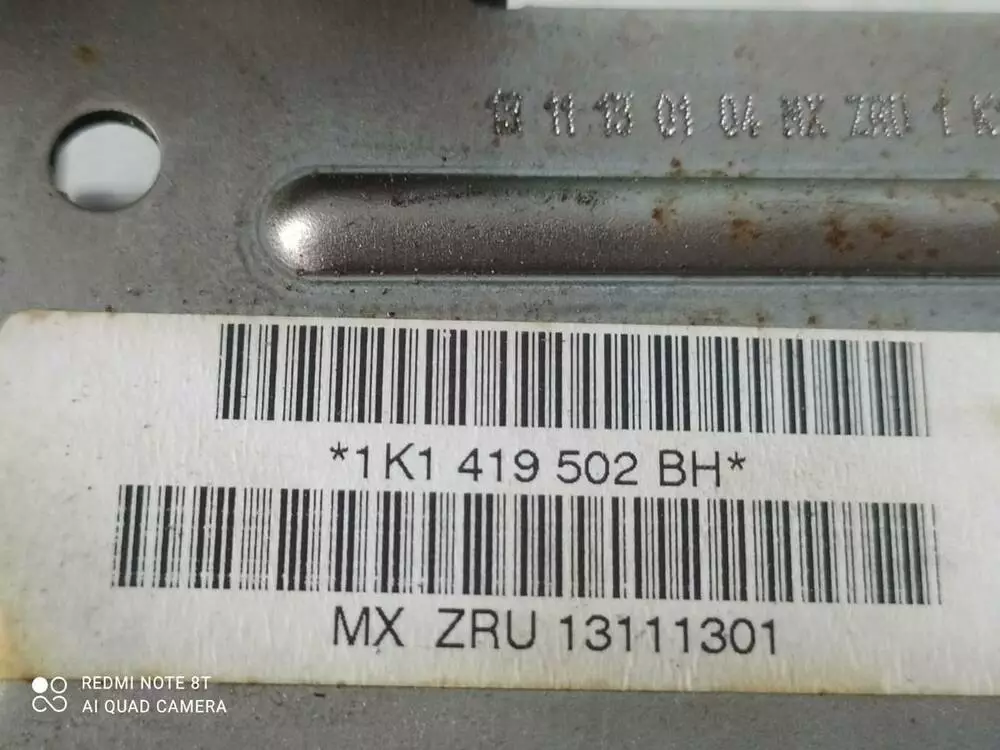 13 11 13 01 04 MX ZRU 1 K
*1K1 419 502 BH*
MX ZRU 13111301
REDMI NOTE 8T
AI QUAD CAMERA